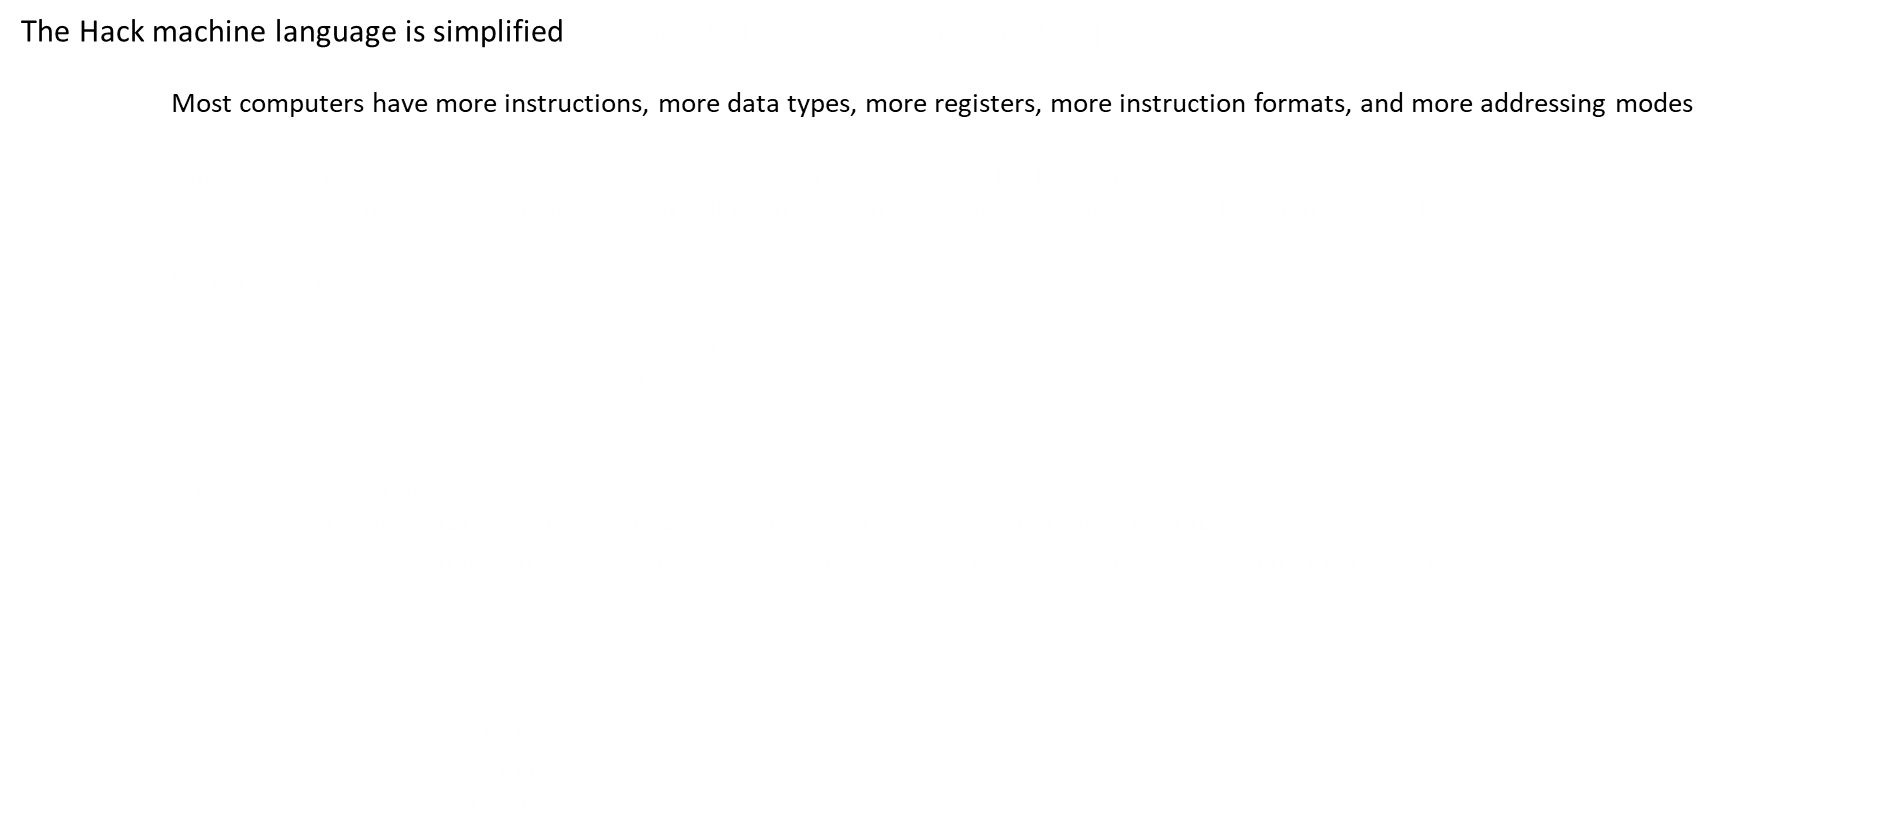 The Hack machine language is simplified
Most computers have more instructions, more data types, more registers, more instruction formats, and more addressing modes